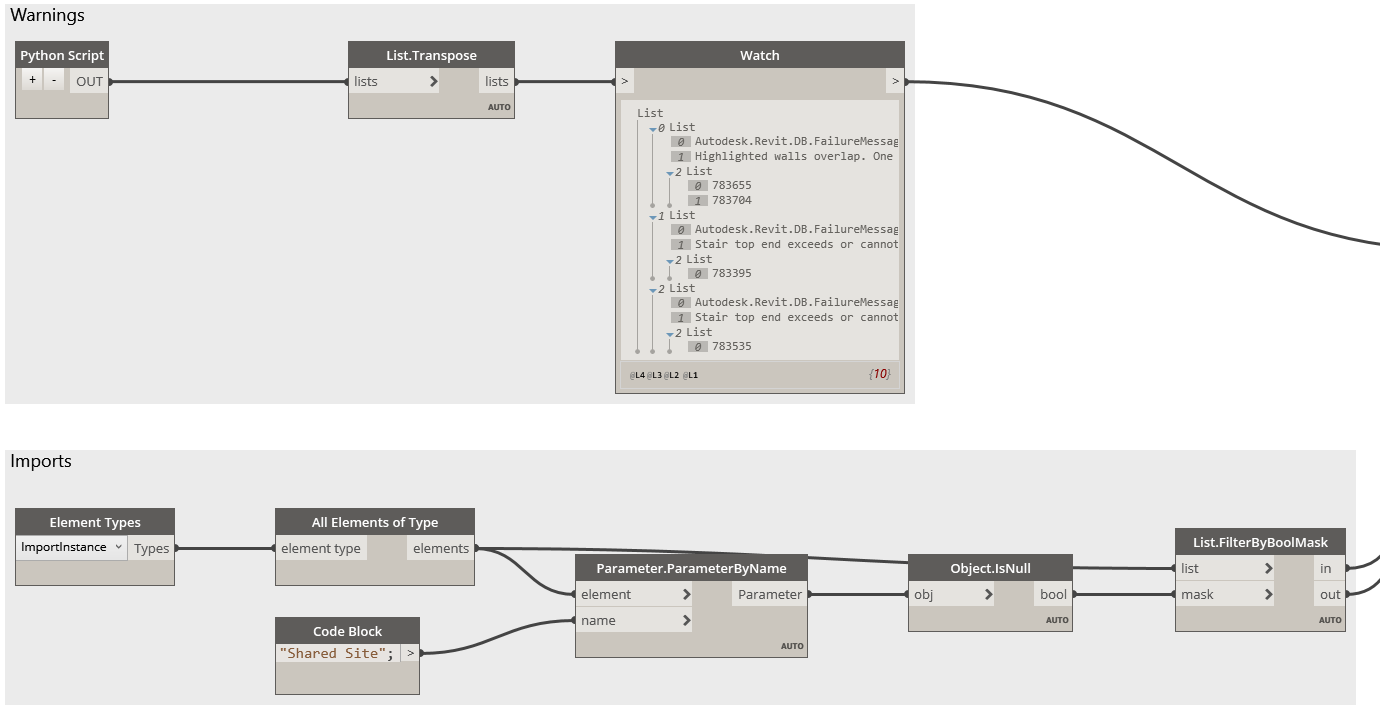 Warnings
Python Script
+ - OUT
List.Transpose
lists > lists
AUTO
Watch
> >
List
0 List
0 Autodesk.Revit.DB.FailureMessag
1 Highlighted walls overlap. One
2 List
0 783655
1 783704
1 List
0 Autodesk.Revit.DB.FailureMessag
1 Stair top end exceeds or cannot
2 List
0 783395
2 List
0 Autodesk.Revit.DB.FailureMessag
1 Stair top end exceeds or cannot
2 List
0 783535
@L4 @L3 @L2 @L1 {10}
Imports
Element Types
ImportInstance Types
All Elements of Type
element type elements
Code Block
"Shared Site"; >
Parameter.ParameterByName
element > Parameter
name >
AUTO
Object.IsNull
obj > bool
AUTO
List.FilterByBoolMask
list > in
mask > out
AUTO